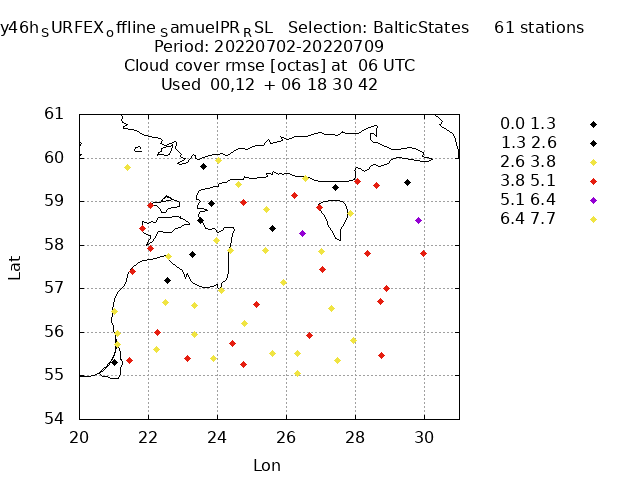 y46hSURFEXoffline SamuelPRRSL Selection: BalticStates 61 stations
Period: 20220702-20220709
Cloud cover rmse [octas] at 06 UTC
Used 00,12 + 06 18 30 42
61
60
59
58
57
56
55
54
20 22 24 26 28 30
Lat
Lon
0.0 1.3
1.3 2.6
2.6 3.8
3.8 5.1
5.1 6.4
6.4 7.7